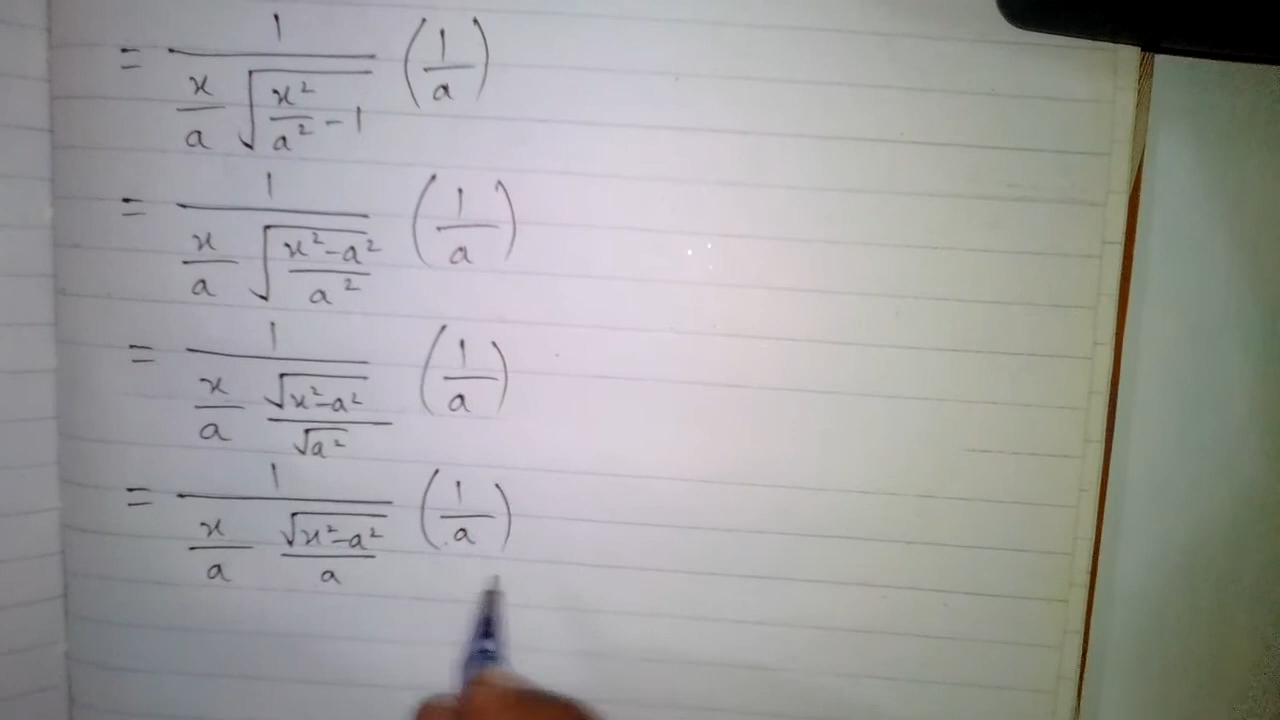 = 1 / (x/a √(x²/a² - 1)) (1/a)
= 1 / (x/a √((x²-a²)/a²)) (1/a)
= 1 / (x/a √(x²-a²)/√a²) (1/a)
= 1 / (x/a √(x²-a²)/a) (1/a)